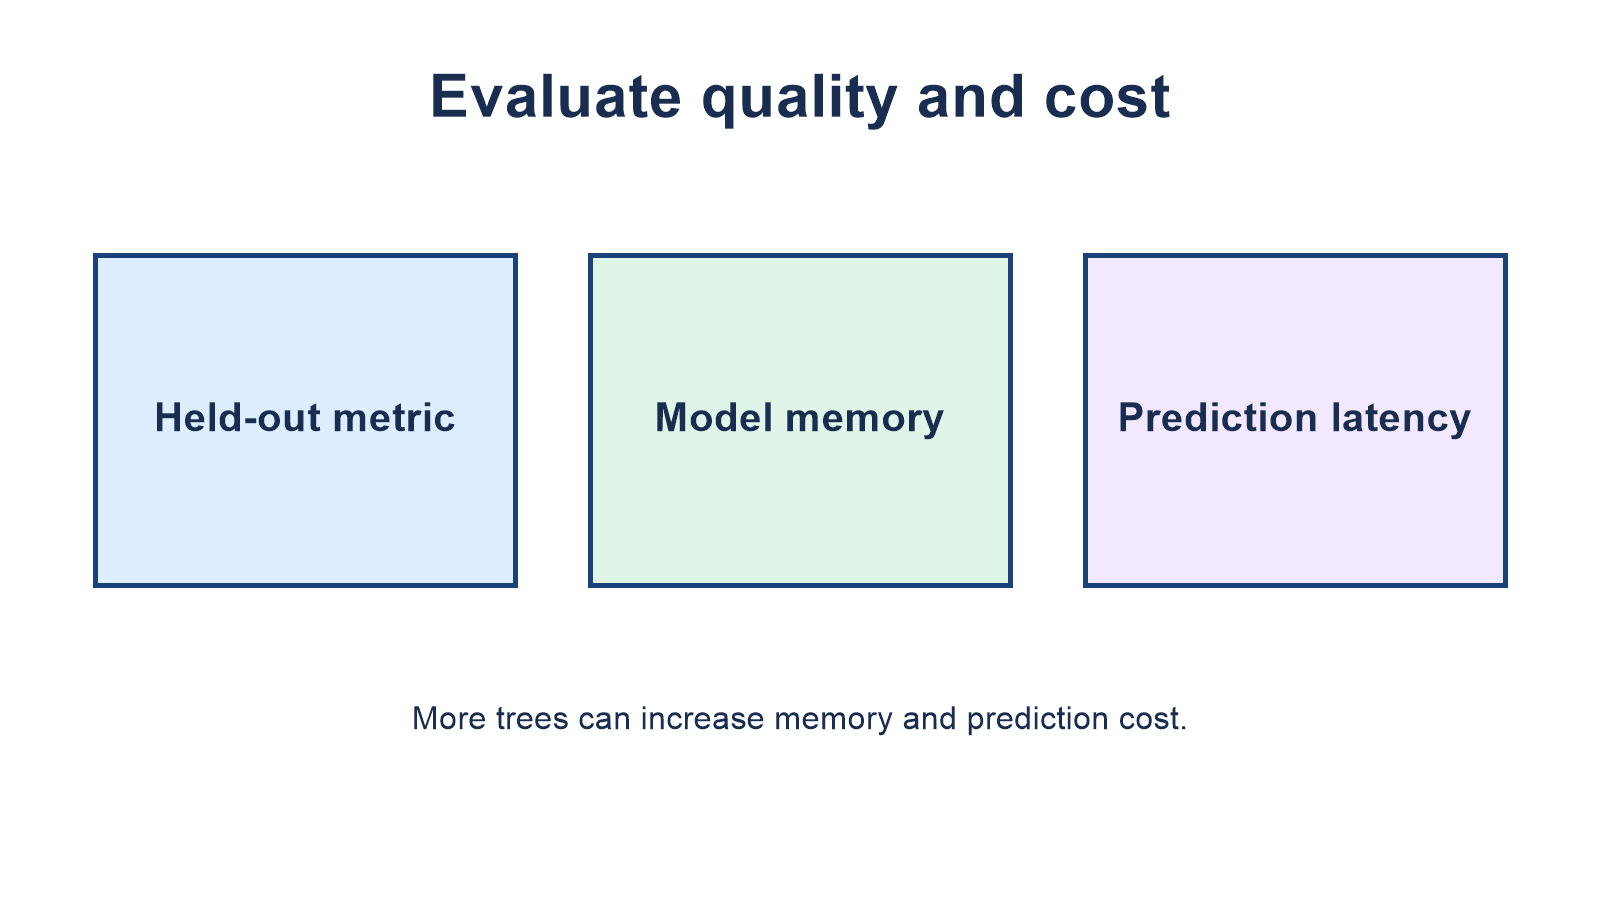 Evaluate quality and cost
Held-out metric
Model memory
Prediction latency
More trees can increase memory and prediction cost.